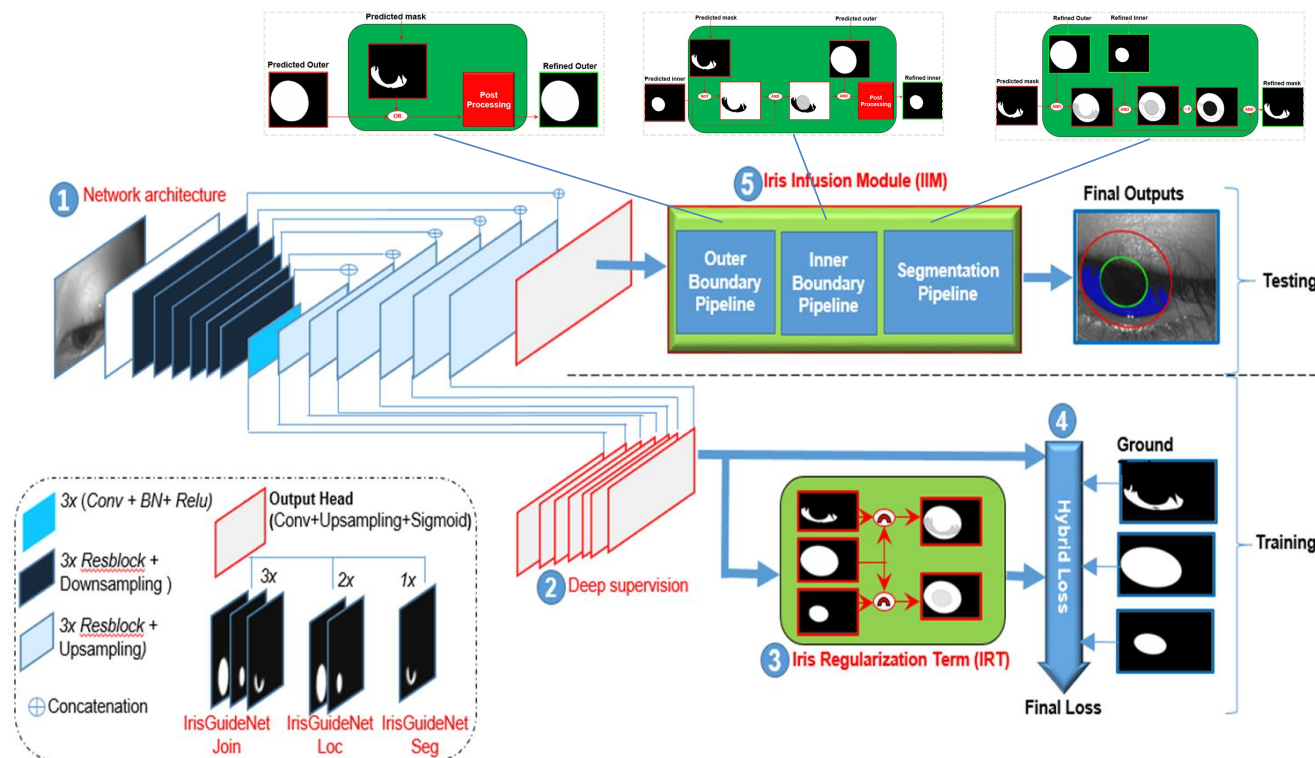 Predicted mask
Predicted Outer
OR
Post
Processing
Refined Outer
Predicted mask
Predicted outer
Predicted inner
NOT
AND
AND
Post
Processing
Refined inner
Refined Outer
Refined Inner
Predicted mask
AND
AND
AND
Refined mask
1
Network architecture
5
Iris Infusion Module (IIM)
Outer
Boundary
Pipeline
Inner
Boundary
Pipeline
Segmentation
Pipeline
Final Outputs
Testing
3x (Conv + BN+ Relu)
3x Resblock +
Downsampling )
3x Resblock +
Upsampling)
Concatenation
Output Head
(Conv+Upsampling+Sigmoid)
3x
2x
1x
IrisGuideNet
Join
IrisGuideNet
Loc
IrisGuideNet
Seg
2
Deep supervision
3
Iris Regularization Term (IRT)
4
Hybrid Loss
Final Loss
Ground
Training